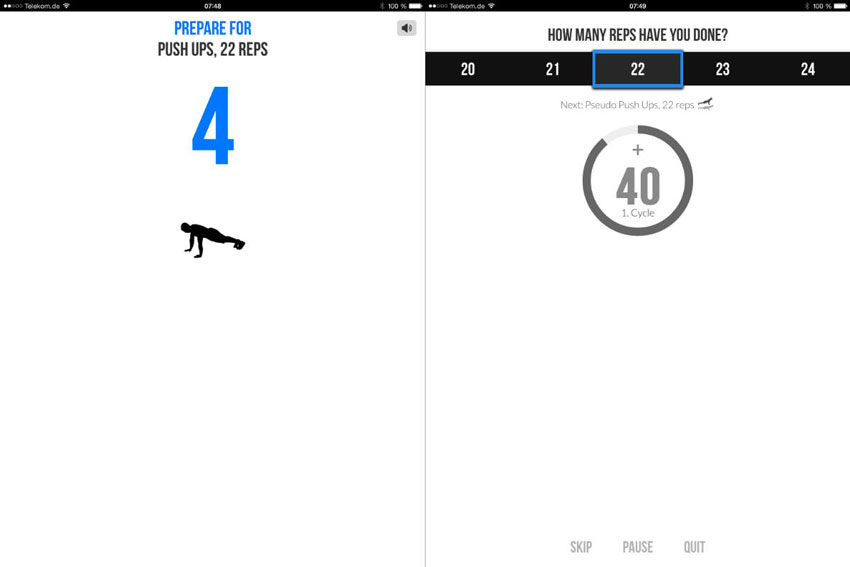 Telekom.de
07:48
100 %
PREPARE FOR
PUSH UPS, 22 REPS
4
Telekom.de
07:49
100 %
HOW MANY REPS HAVE YOU DONE?
20 21 22 23 24
Next: Pseudo Push Ups, 22 reps
+
40
1. Cycle
SKIP PAUSE QUIT